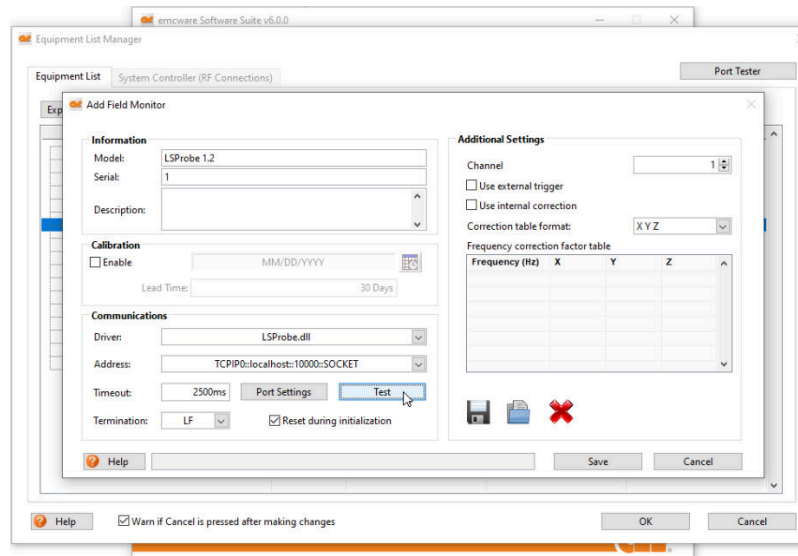 emcware Software Suite v6.0.0
Equipment List Manager
Equipment List
System Controller (RF Connections)
Port Tester
Exp
Add Field Monitor
Information
Model:
LSProbe 1.2
Serial:
1
Description:
Calibration
Enable
MM/DD/YYYY
Lead Time:
30 Days
Communications
Driver:
LSProbe.dll
Address:
TCPIP0::localhost::10000::SOCKET
Timeout:
2500ms
Port Settings
Test
Termination:
LF
Reset during initialization
Additional Settings
Channel
1
Use external trigger
Use internal correction
Correction table format:
X Y Z
Frequency correction factor table
Frequency (Hz) X Y Z
Help
Save
Cancel
Help
Warn if Cancel is pressed after making changes
OK
Cancel